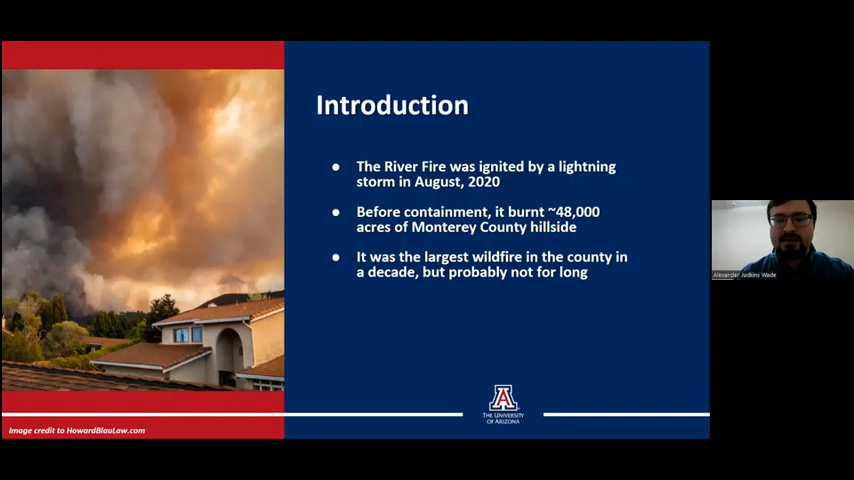 Introduction
● The River Fire was ignited by a lightning
storm in August, 2020
● Before containment, it burnt ~48,000
acres of Monterey County hillside
● It was the largest wildfire in the county in
a decade, but probably not for long
A
THE UNIVERSITY
OF ARIZONA
Image credit to HowardBlauLaw.com
Alexander Judkins Wade